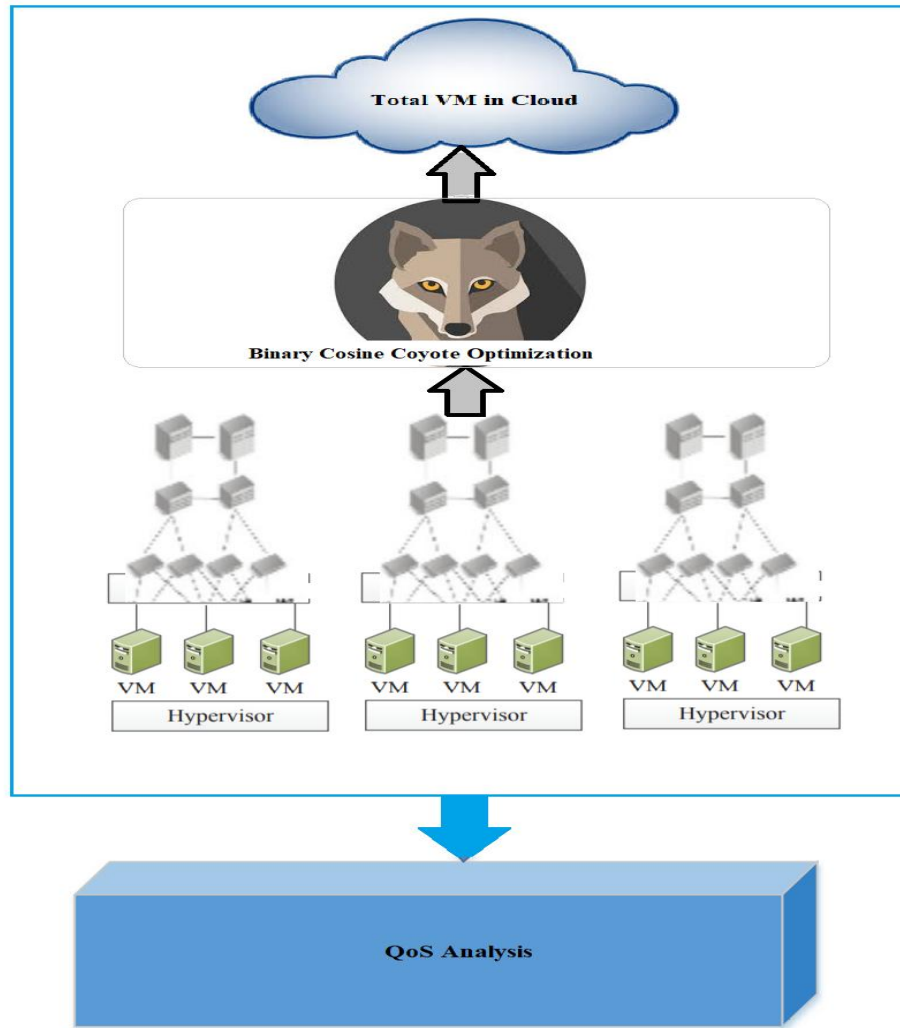 Total VM in Cloud
Binary Cosine Coyote Optimization
VM VM VM VM VM VM VM VM VM
Hypervisor Hypervisor Hypervisor
QoS Analysis